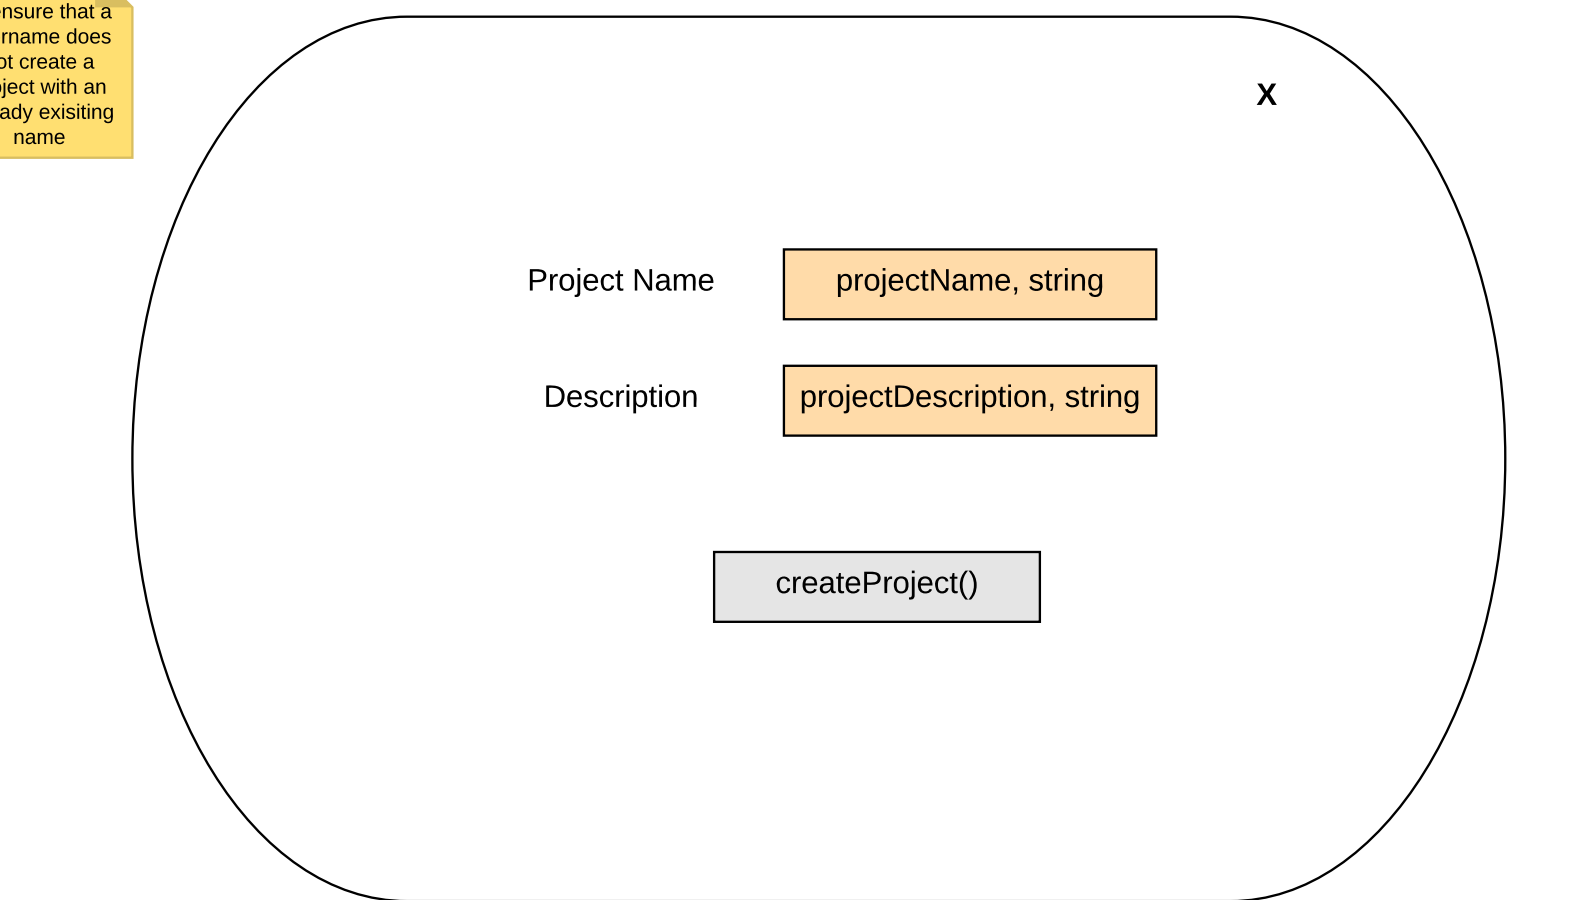 ensure that a
rname does
ot create a
ject with an
ady exisiting
name
X
Project Name
projectName, string
Description
projectDescription, string
createProject()